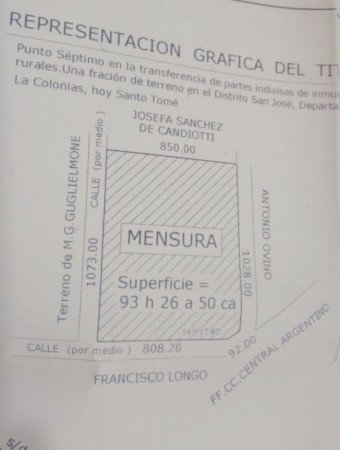 REPRESENTACION GRAFICA DEL TIT
Punto Séptimo en la transferencia de partes indivisas de inmu
rurales.Una fración de terreno en el Distrito San José, Departa
La Colonias, hoy Santo Tomé
JOSEFA SANCHEZ
DE CANDIOTTI
850.00
CALLE (por medio)
Terreno de M.G.GUGLIELMONE
1073.00
MENSURA
ANTONIO OVINO
1028.00
Superficie =
93 h 26 a 50 ca
143º17'40"
CALLE (por medio) 808.20
92.00
FF.CC.CENTRAL ARGENTINO
FRANCISCO LONGO